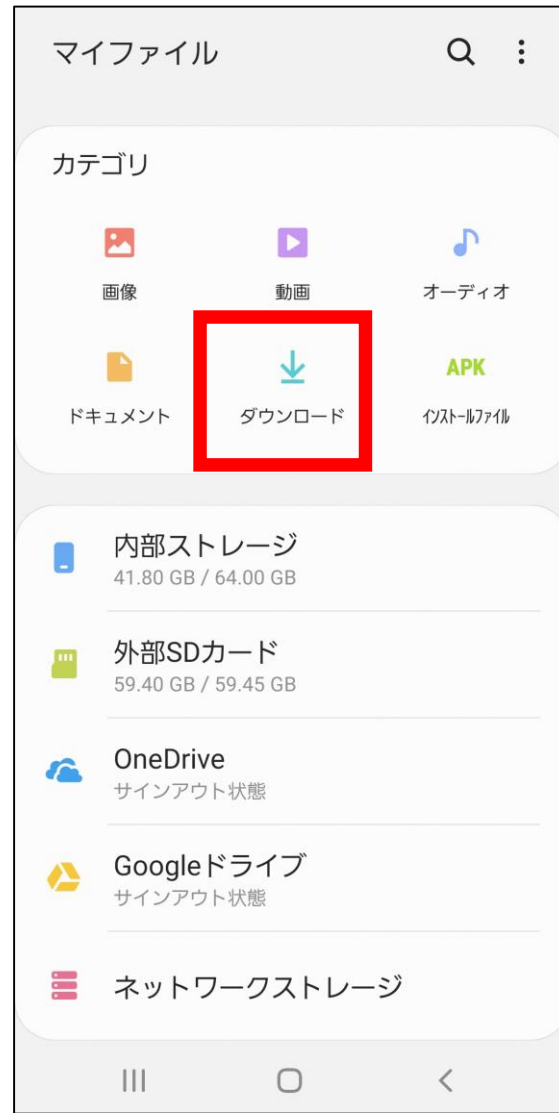 マイファイル
カテゴリ
画像
動画
オーディオ
ドキュメント
ダウンロード
APK
インストールファイル
内部ストレージ
41.80 GB / 64.00 GB
外部SDカード
59.40 GB / 59.45 GB
OneDrive
サインアウト状態
Googleドライブ
サインアウト状態
ネットワークストレージ